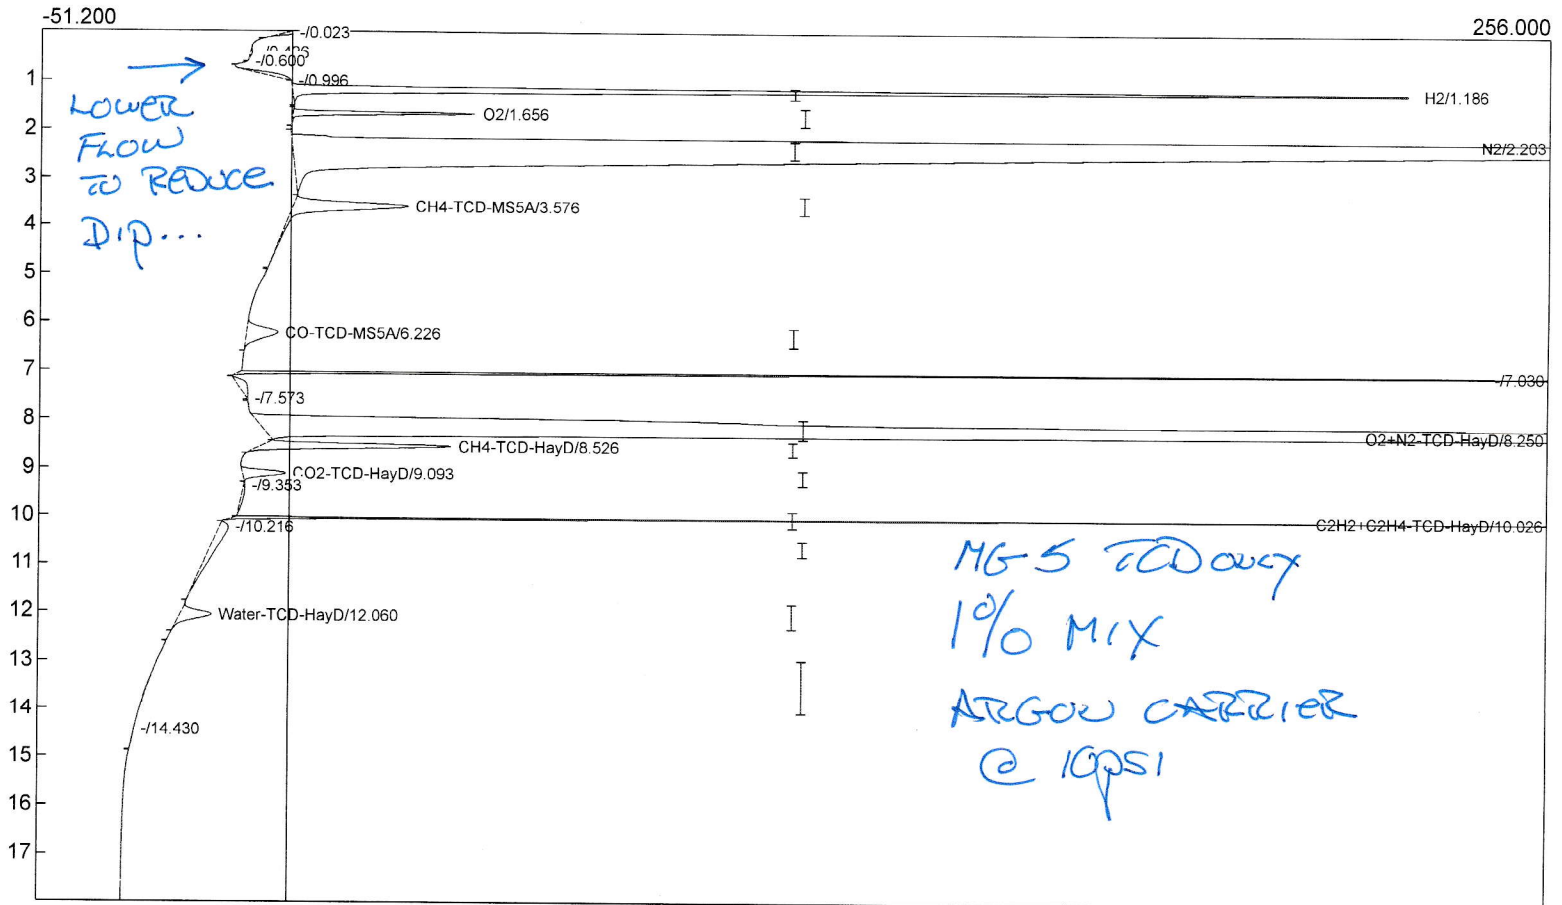 -51.200
256.000
-/0.023
-/0.600
-/0.996
1
H2/1.186
LOWER
O2/1.656
2
FLOW
N2/2.203
3
TO REDUCE
CH4-TCD-MS5A/3.576
4
DIP...
5
6
CO-TCD-MS5A/6.226
7
-/7.030
-/7.573
8
O2+N2-TCD-HayD/8.250
CH4-TCD-HayD/8.526
9
CO2-TCD-HayD/9.093
-/9.353
10
-/10.216
C2H2+C2H4-TCD-HayD/10.026
11
MG-5 TCD ONLY
12
Water-TCD-HayD/12.060
1% MIX
13
14
ARGON CARRIER
-/14.430
15
@ 10PSI
16
17